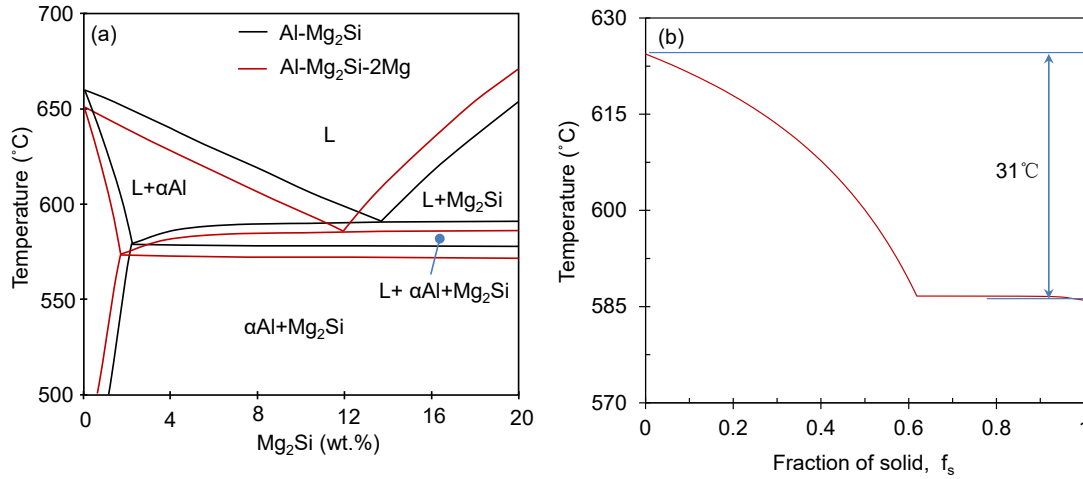 (a)
Al-Mg₂Si
Al-Mg₂Si-2Mg
L
L+αAl
L+Mg₂Si
L+ αAl+Mg₂Si
αAl+Mg₂Si
700
650
600
550
500
Temperature (˚C)
0
4
8
12
16
20
Mg₂Si (wt.%)
(b)
31℃
630
615
600
585
570
Temperature (˚C)
0
0.2
0.4
0.6
0.8
1
Fraction of solid, fₛ